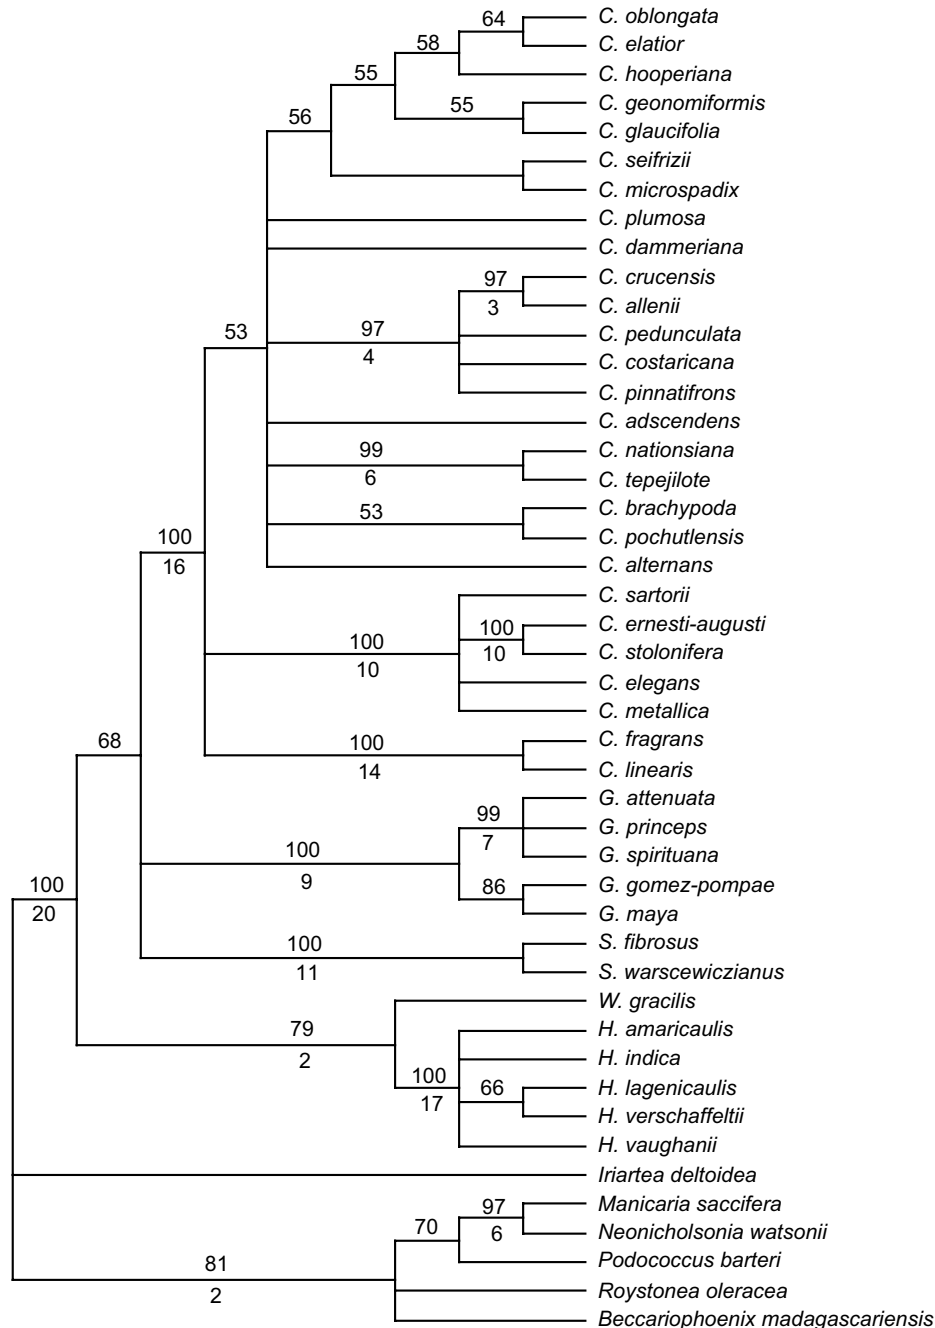 64
C. oblongata
C. elatior
58
C. hooperiana
55
C. geonomiformis
55
C. glaucifolia
56
C. seifrizii
C. microspadix
C. plumosa
C. dammeriana
97
C. crucensis
3
C. allenii
53
97
C. pedunculata
4
C. costaricana
C. pinnatifrons
C. adscendens
99
C. nationsiana
6
C. tepejilote
53
C. brachypoda
C. pochutlensis
100
16
C. alternans
C. sartorii
100
C. ernesti-augusti
100
10
C. stolonifera
10
C. elegans
C. metallica
68
100
C. fragrans
14
C. linearis
G. attenuata
99
G. princeps
7
100
G. spirituana
9
100
20
86
G. gomez-pompae
G. maya
100
S. fibrosus
11
S. warscewiczianus
W. gracilis
79
H. amaricaulis
2
H. indica
100
17
66
H. lagenicaulis
H. verschaffeltii
H. vaughanii
Iriartea deltoidea
97
Manicaria saccifera
70
6
Neonicholsonia watsonii
81
Podococcus barteri
2
Roystonea oleracea
Beccariophoenix madagascariensis